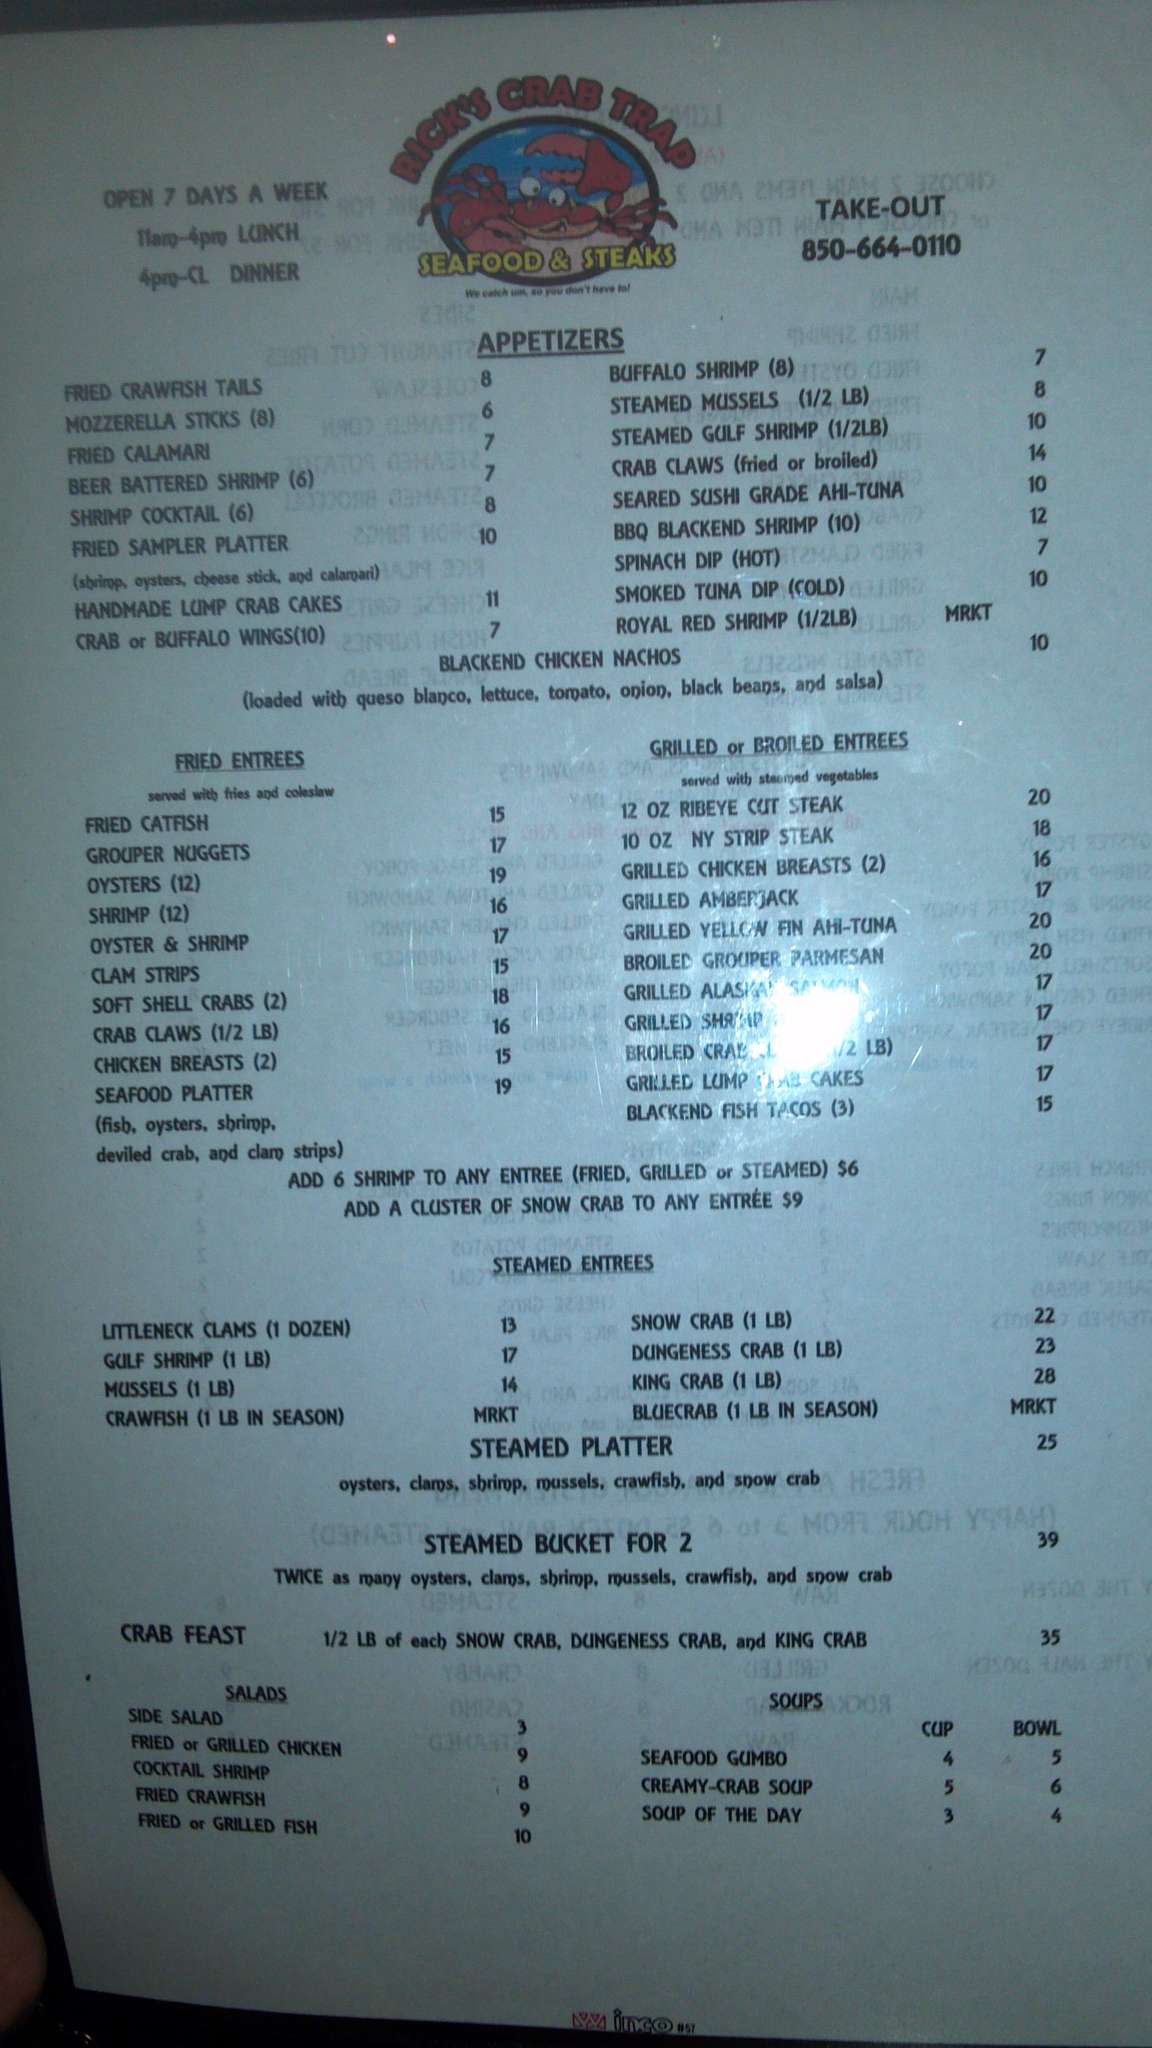 RICK'S CRAB TRAP
SEAFOOD & STEAKS
We catch um, so you don't have to!
OPEN 7 DAYS A WEEK
11am-4pm LUNCH
4pm-CL DINNER
TAKE-OUT
850-664-0110
APPETIZERS
FRIED CRAWFISH TAILS 8
MOZZERELLA STICKS (8) 6
FRIED CALAMARI 7
BEER BATTERED SHRIMP (6) 7
SHRIMP COCKTAIL (6) 8
FRIED SAMPLER PLATTER 10
(shrimp, oysters, cheese stick, and calamari)
HANDMADE LUMP CRAB CAKES 11
CRAB or BUFFALO WINGS(10) 7
BUFFALO SHRIMP (8) 7
STEAMED MUSSELS (1/2 LB) 8
STEAMED GULF SHRIMP (1/2LB) 10
CRAB CLAWS (fried or broiled) 14
SEARED SUSHI GRADE AHI-TUNA 10
BBQ BLACKEND SHRIMP (10) 12
SPINACH DIP (HOT) 7
SMOKED TUNA DIP (COLD) 10
ROYAL RED SHRIMP (1/2LB) MRKT
BLACKEND CHICKEN NACHOS 10
(loaded with queso blanco, lettuce, tomato, onion, black beans, and salsa)
FRIED ENTREES
served with fries and coleslaw
FRIED CATFISH 15
GROUPER NUGGETS 17
OYSTERS (12) 19
SHRIMP (12) 16
OYSTER & SHRIMP 17
CLAM STRIPS 15
SOFT SHELL CRABS (2) 18
CRAB CLAWS (1/2 LB) 16
CHICKEN BREASTS (2) 15
SEAFOOD PLATTER 19
(fish, oysters, shrimp,
deviled crab, and clam strips)
GRILLED or BROILED ENTREES
served with steamed vegetables
12 OZ RIBEYE CUT STEAK 20
10 OZ NY STRIP STEAK 18
GRILLED CHICKEN BREASTS (2) 16
GRILLED AMBERJACK 17
GRILLED YELLOW FIN AHI-TUNA 20
BROILED GROUPER PARMESAN 20
GRILLED ALASKAN SALMON 17
GRILLED SHRIMP 17
BROILED CRAB 1/2 LB) 17
GRILLED LUMP CRAB CAKES 17
BLACKEND FISH TACOS (3) 15
ADD 6 SHRIMP TO ANY ENTREE (FRIED, GRILLED or STEAMED) $6
ADD A CLUSTER OF SNOW CRAB TO ANY ENTRÉE $9
STEAMED ENTREES
LITTLENECK CLAMS (1 DOZEN) 13
GULF SHRIMP (1 LB) 17
MUSSELS (1 LB) 14
CRAWFISH (1 LB IN SEASON) MRKT
SNOW CRAB (1 LB) 22
DUNGENESS CRAB (1 LB) 23
KING CRAB (1 LB) 28
BLUECRAB (1 LB IN SEASON) MRKT
STEAMED PLATTER 25
oysters, clams, shrimp, mussels, crawfish, and snow crab
STEAMED BUCKET FOR 2 39
TWICE as many oysters, clams, shrimp, mussels, crawfish, and snow crab
CRAB FEAST 1/2 LB of each SNOW CRAB, DUNGENESS CRAB, and KING CRAB 35
SALADS
SIDE SALAD 3
FRIED or GRILLED CHICKEN 9
COCKTAIL SHRIMP 8
FRIED CRAWFISH 9
FRIED or GRILLED FISH 10
SOUPS
CUP BOWL
SEAFOOD GUMBO 4 5
CREAMY-CRAB SOUP 5 6
SOUP OF THE DAY 3 4
inco #57